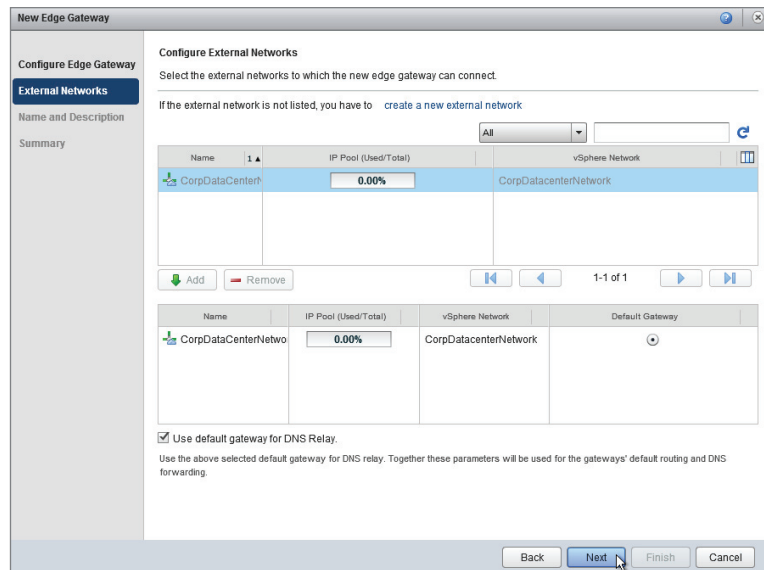 New Edge Gateway
Configure Edge Gateway
External Networks
Name and Description
Summary
Configure External Networks
Select the external networks to which the new edge gateway can connect.
If the external network is not listed, you have to create a new external network
All
Name 1 ▲ IP Pool (Used/Total) vSphere Network
CorpDataCenterN 0.00% CorpDatacenterNetwork
Add Remove 1-1 of 1
Name IP Pool (Used/Total) vSphere Network Default Gateway
CorpDataCenterNetwo 0.00% CorpDatacenterNetwork
Use default gateway for DNS Relay.
Use the above selected default gateway for DNS relay. Together these parameters will be used for the gateways' default routing and DNS
forwarding.
Back Next Finish Cancel